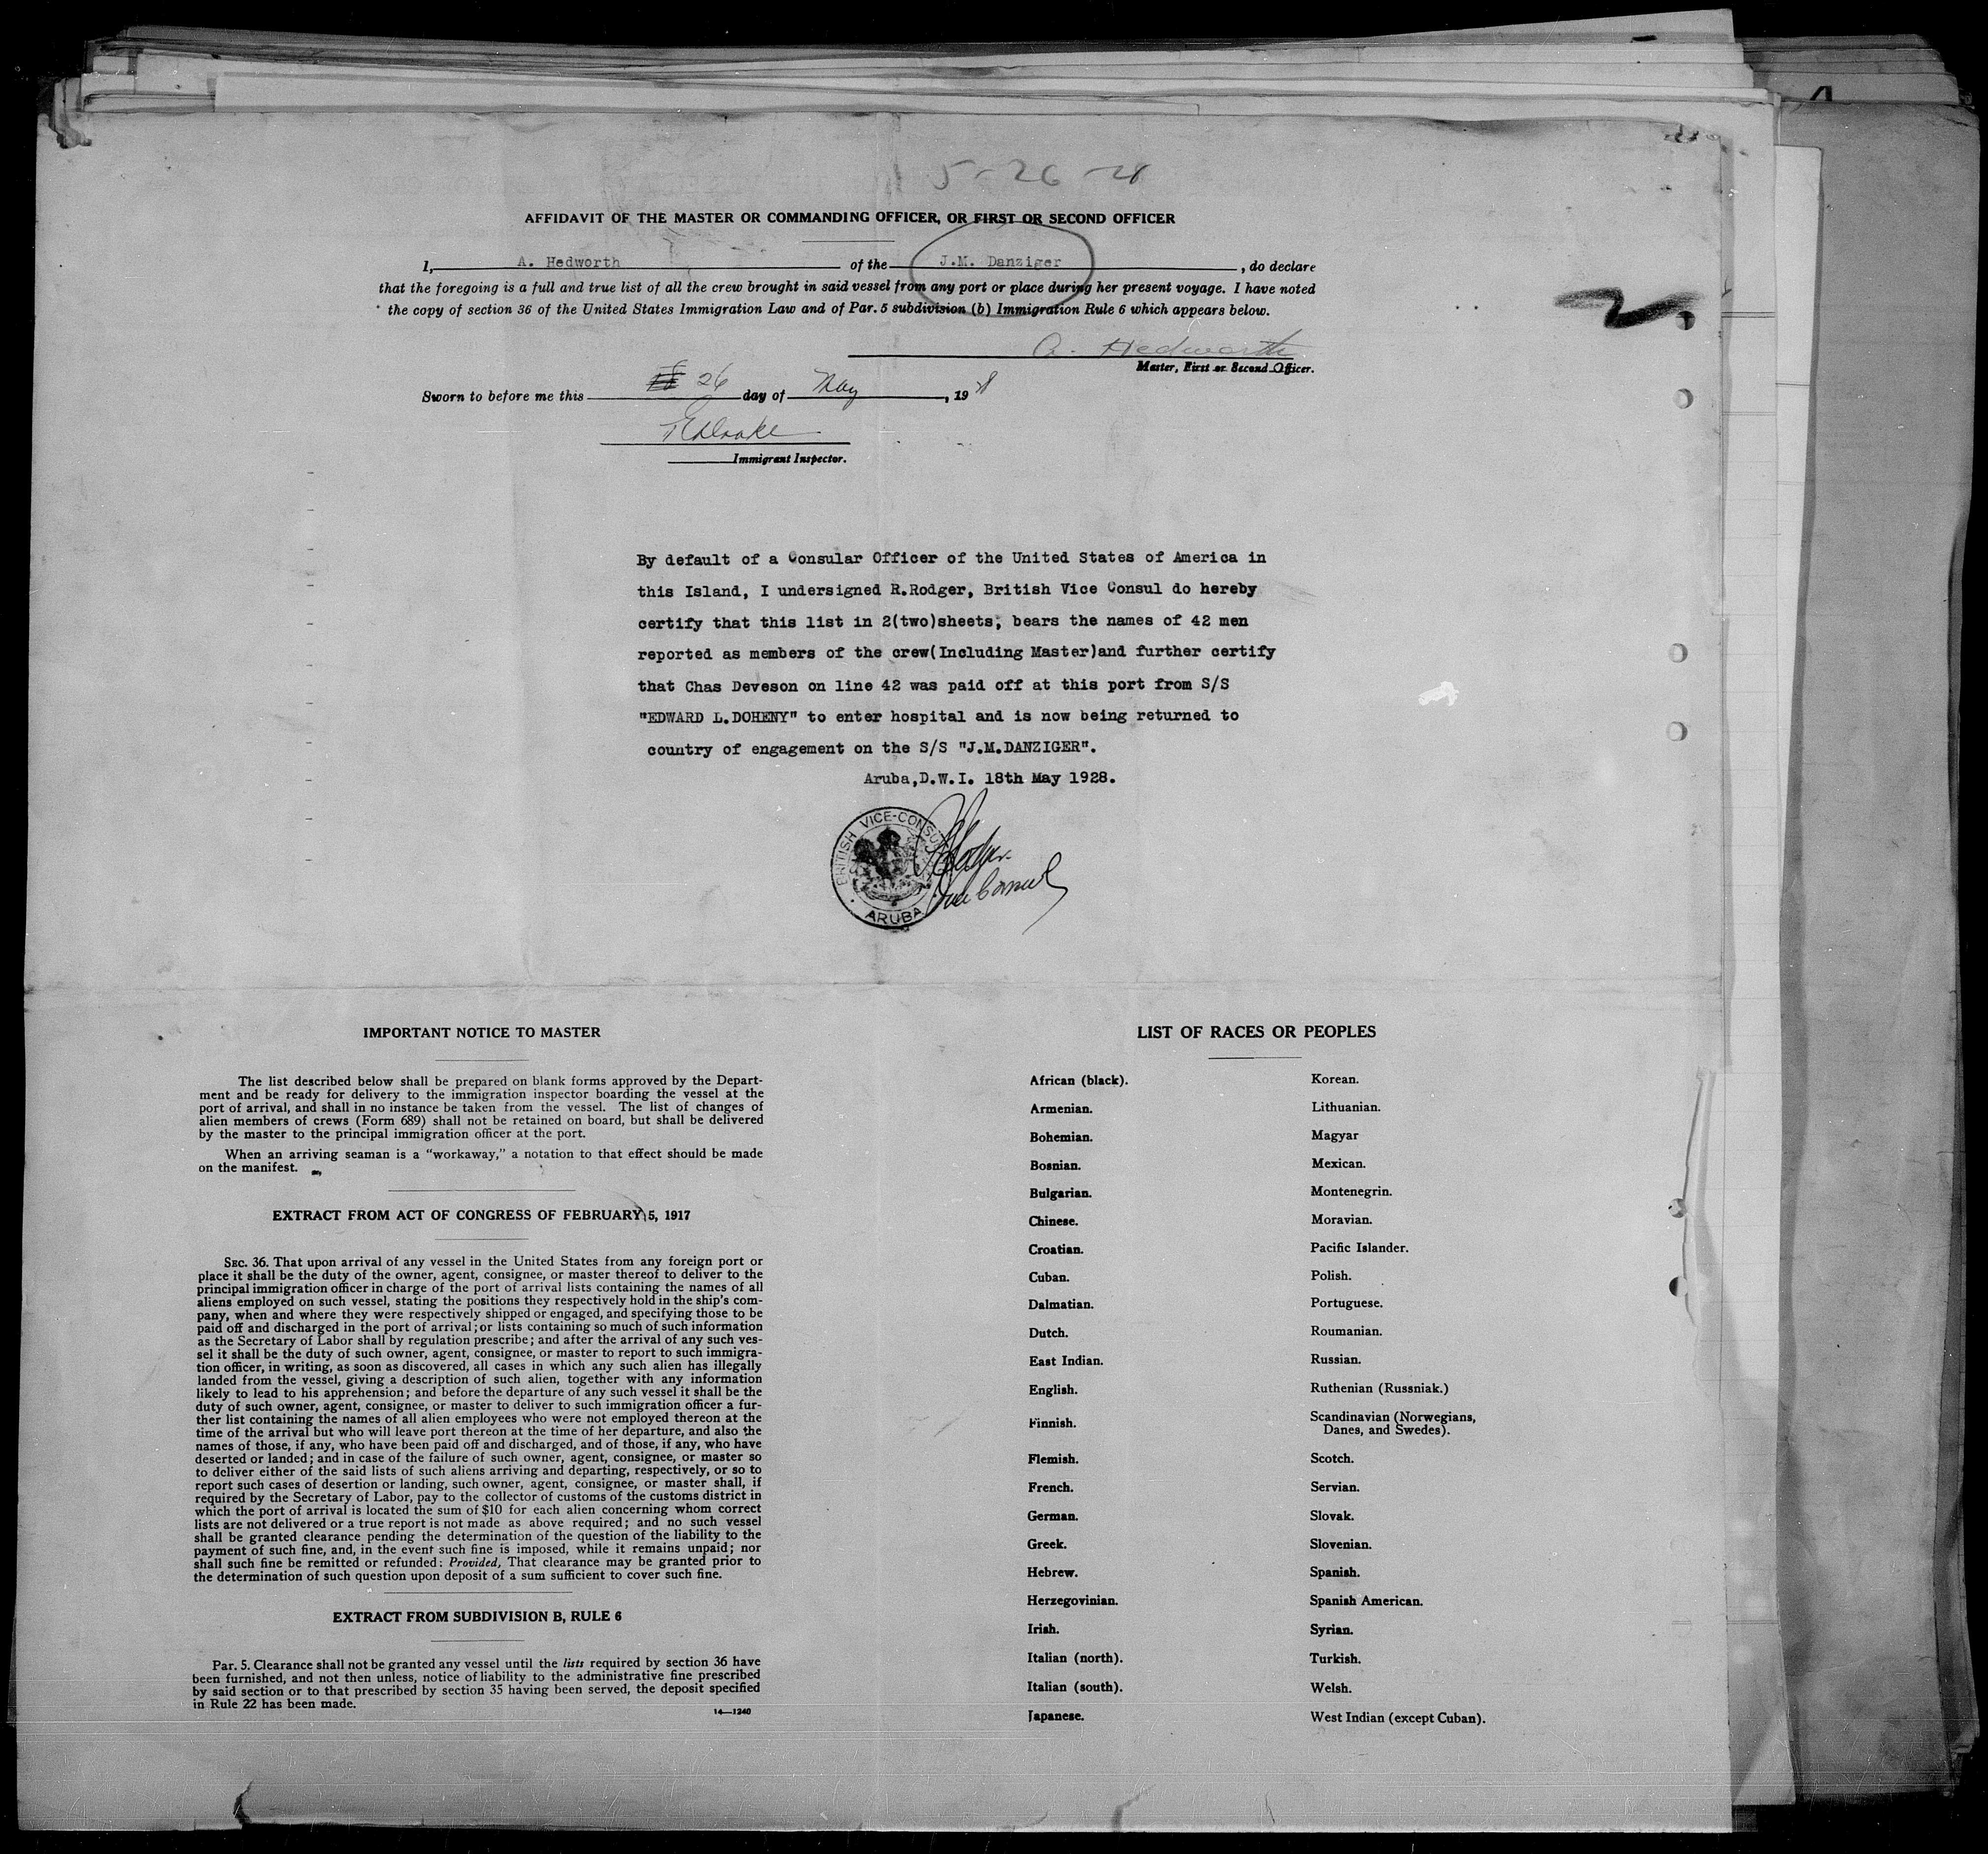 5-26-28
AFFIDAVIT OF THE MASTER OR COMMANDING OFFICER, OR FIRST OR SECOND OFFICER
I, A. Hedworth of the J.M. Danziger, do declare
that the foregoing is a full and true list of all the crew brought in said vessel from any port or place during her present voyage. I have noted
the copy of section 36 of the United States Immigration Law and of Par. 5 subdivision (b) Immigration Rule 6 which appears below.
A. Hedworth
Master, First or Second Officer.
Sworn to before me this 26 day of May, 198
Immigrant Inspector.
By default of a Consular Officer of the United States of America in
this Island, I undersigned R.Rodger, British Vice Consul do hereby
certify that this list in 2(two)sheets; bears the names of 42 men
reported as members of the crew(Including Master)and further certify
that Chas Deveson on line 42 was paid off at this port from S/S
"EDWARD L.DOHENY" to enter hospital and is now being returned to
country of engagement on the S/S "J.M.DANZIGER".
Aruba,D.W.I. 18th May 1928.
BRITISH VICE-CONSUL
ARUBA
Rodger
Vice Consul
IMPORTANT NOTICE TO MASTER
The list described below shall be prepared on blank forms approved by the Depart-
ment and be ready for delivery to the immigration inspector boarding the vessel at the
port of arrival, and shall in no instance be taken from the vessel. The list of changes of
alien members of crews (Form 689) shall not be retained on board, but shall be delivered
by the master to the principal immigration officer at the port.
When an arriving seaman is a "workaway," a notation to that effect should be made
on the manifest.
EXTRACT FROM ACT OF CONGRESS OF FEBRUARY 5, 1917
SEC. 36. That upon arrival of any vessel in the United States from any foreign port or
place it shall be the duty of the owner, agent, consignee, or master thereof to deliver to the
principal immigration officer in charge of the port of arrival lists containing the names of all
aliens employed on such vessel, stating the positions they respectively hold in the ship's com-
pany, when and where they were respectively shipped or engaged, and specifying those to be
paid off and discharged in the port of arrival; or lists containing so much of such information
as the Secretary of Labor shall by regulation prescribe; and after the arrival of any such ves-
sel it shall be the duty of such owner, agent, consignee, or master to report to such immigra-
tion officer, in writing, as soon as discovered, all cases in which any such alien has illegally
landed from the vessel, giving a description of such alien, together with any information
likely to lead to his apprehension; and before the departure of any such vessel it shall be the
duty of such owner, agent, consignee, or master to deliver to such immigration officer a fur-
ther list containing the names of all alien employees who were not employed thereon at the
time of the arrival but who will leave port thereon at the time of her departure, and also the
names of those, if any, who have been paid off and discharged, and of those, if any, who have
deserted or landed; and in case of the failure of such owner, agent, consignee, or master so
to deliver either of the said lists of such aliens arriving and departing, respectively, or so to
report such cases of desertion or landing, such owner, agent, consignee, or master shall, if
required by the Secretary of Labor, pay to the collector of customs of the customs district in
which the port of arrival is located the sum of $10 for each alien concerning whom correct
lists are not delivered or a true report is not made as above required; and no such vessel
shall be granted clearance pending the determination of the question of the liability to the
payment of such fine, and, in the event such fine is imposed, while it remains unpaid; nor
shall such fine be remitted or refunded: Provided, That clearance may be granted prior to
the determination of such question upon deposit of a sum sufficient to cover such fine.
EXTRACT FROM SUBDIVISION B, RULE 6
Par. 5. Clearance shall not be granted any vessel until the lists required by section 36 have
been furnished, and not then unless, notice of liability to the administrative fine prescribed
by said section or to that prescribed by section 35 having been served, the deposit specified
in Rule 22 has been made.
14—1240
LIST OF RACES OR PEOPLES
African (black).
Armenian.
Bohemian.
Bosnian.
Bulgarian.
Chinese.
Croatian.
Cuban.
Dalmatian.
Dutch.
East Indian.
English.
Finnish.
Flemish.
French.
German.
Greek.
Hebrew.
Herzegovinian.
Irish.
Italian (north).
Italian (south).
Japanese.
Korean.
Lithuanian.
Magyar
Mexican.
Montenegrin.
Moravian.
Pacific Islander.
Polish.
Portuguese.
Roumanian.
Russian.
Ruthenian (Russniak.)
Scandinavian (Norwegians,
Danes, and Swedes).
Scotch.
Servian.
Slovak.
Slovenian.
Spanish.
Spanish American.
Syrian.
Turkish.
Welsh.
West Indian (except Cuban).